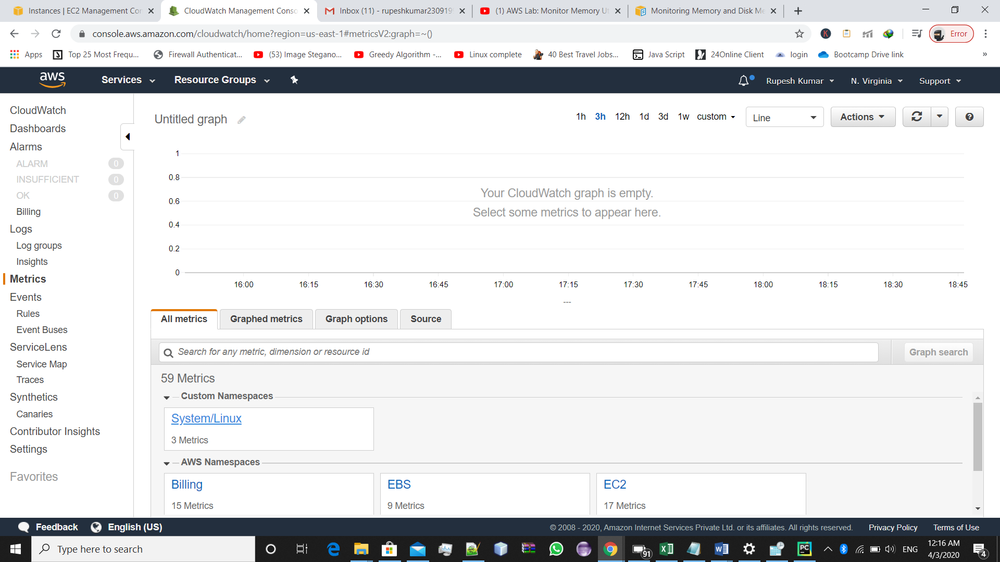 Instances | EC2 Management Con
CloudWatch Management Conso
Inbox (11) - rupeshkumar230919
(1) AWS Lab: Monitor Memory Ut
Monitoring Memory and Disk Me
console.aws.amazon.com/cloudwatch/home?region=us-east-1#metricsV2:graph=~()
K
Error
Apps
Top 25 Most Frequ...
Firewall Authenticat...
(53) Image Stegano...
Greedy Algorithm -...
Linux complete
40 Best Travel Jobs...
Java Script
24Online Client
login
Bootcamp Drive link
»
aws
Services
Resource Groups
Rupesh Kumar
N. Virginia
Support
CloudWatch
Dashboards
Alarms
ALARM 0
INSUFFICIENT 0
OK 0
Billing
Logs
Log groups
Insights
Metrics
Events
Rules
Event Buses
ServiceLens
Service Map
Traces
Synthetics
Canaries
Contributor Insights
Settings
Favorites
Untitled graph
1h 3h 12h 1d 3d 1w custom
Line
Actions
?
1
0.8
0.6
0.4
0.2
0
Your CloudWatch graph is empty.
Select some metrics to appear here.
16:00 16:15 16:30 16:45 17:00 17:15 17:30 17:45 18:00 18:15 18:30 18:45
---
All metrics
Graphed metrics
Graph options
Source
Search for any metric, dimension or resource id
Graph search
59 Metrics
Custom Namespaces
System/Linux
3 Metrics
AWS Namespaces
Billing
15 Metrics
EBS
9 Metrics
EC2
17 Metrics
Feedback
English (US)
© 2008 - 2020, Amazon Internet Services Private Ltd. or its affiliates. All rights reserved.
Privacy Policy
Terms of Use
Type here to search
91
PC
ENG
12:16 AM
4/3/2020
4